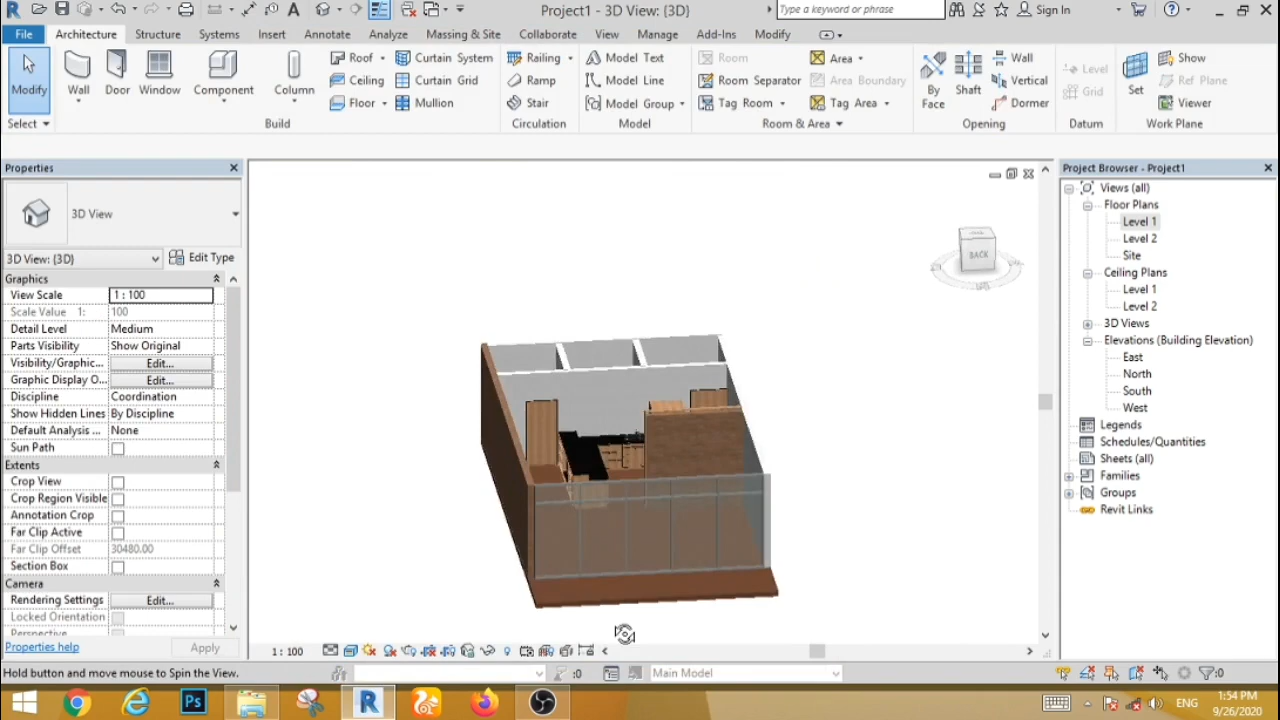 Project1 - 3D View: {3D}
Type a keyword or phrase
Sign In
File Architecture Structure Systems Insert Annotate Analyze Massing & Site Collaborate View Manage Add-Ins Modify
Modify
Wall
Door
Window
Component
Column
Roof
Ceiling
Floor
Curtain System
Curtain Grid
Mullion
Railing
Ramp
Stair
Model Text
Model Line
Model Group
Room
Room Separator
Tag Room
Area
Area Boundary
Tag Area
By Face
Shaft
Wall
Vertical
Dormer
Level
Grid
Set
Show
Ref Plane
Viewer
Select Build Circulation Model Room & Area Opening Datum Work Plane
Properties
3D View
3D View: {3D} Edit Type
Graphics
View Scale 1 : 100
Scale Value 1: 100
Detail Level Medium
Parts Visibility Show Original
Visibility/Graphic... Edit...
Graphic Display O... Edit...
Discipline Coordination
Show Hidden Lines By Discipline
Default Analysis ... None
Sun Path
Extents
Crop View
Crop Region Visible
Annotation Crop
Far Clip Active
Far Clip Offset 30480.00
Section Box
Camera
Rendering Settings Edit...
Locked Orientation
Perspective
Properties help Apply
BACK
1 : 100
Project Browser - Project1
Views (all)
Floor Plans
Level 1
Level 2
Site
Ceiling Plans
Level 1
Level 2
3D Views
Elevations (Building Elevation)
East
North
South
West
Legends
Schedules/Quantities
Sheets (all)
Families
Groups
Revit Links
Hold button and move mouse to Spin the View.
:0
Main Model
:0
Ps
R
ENG
1:54 PM
9/26/2020